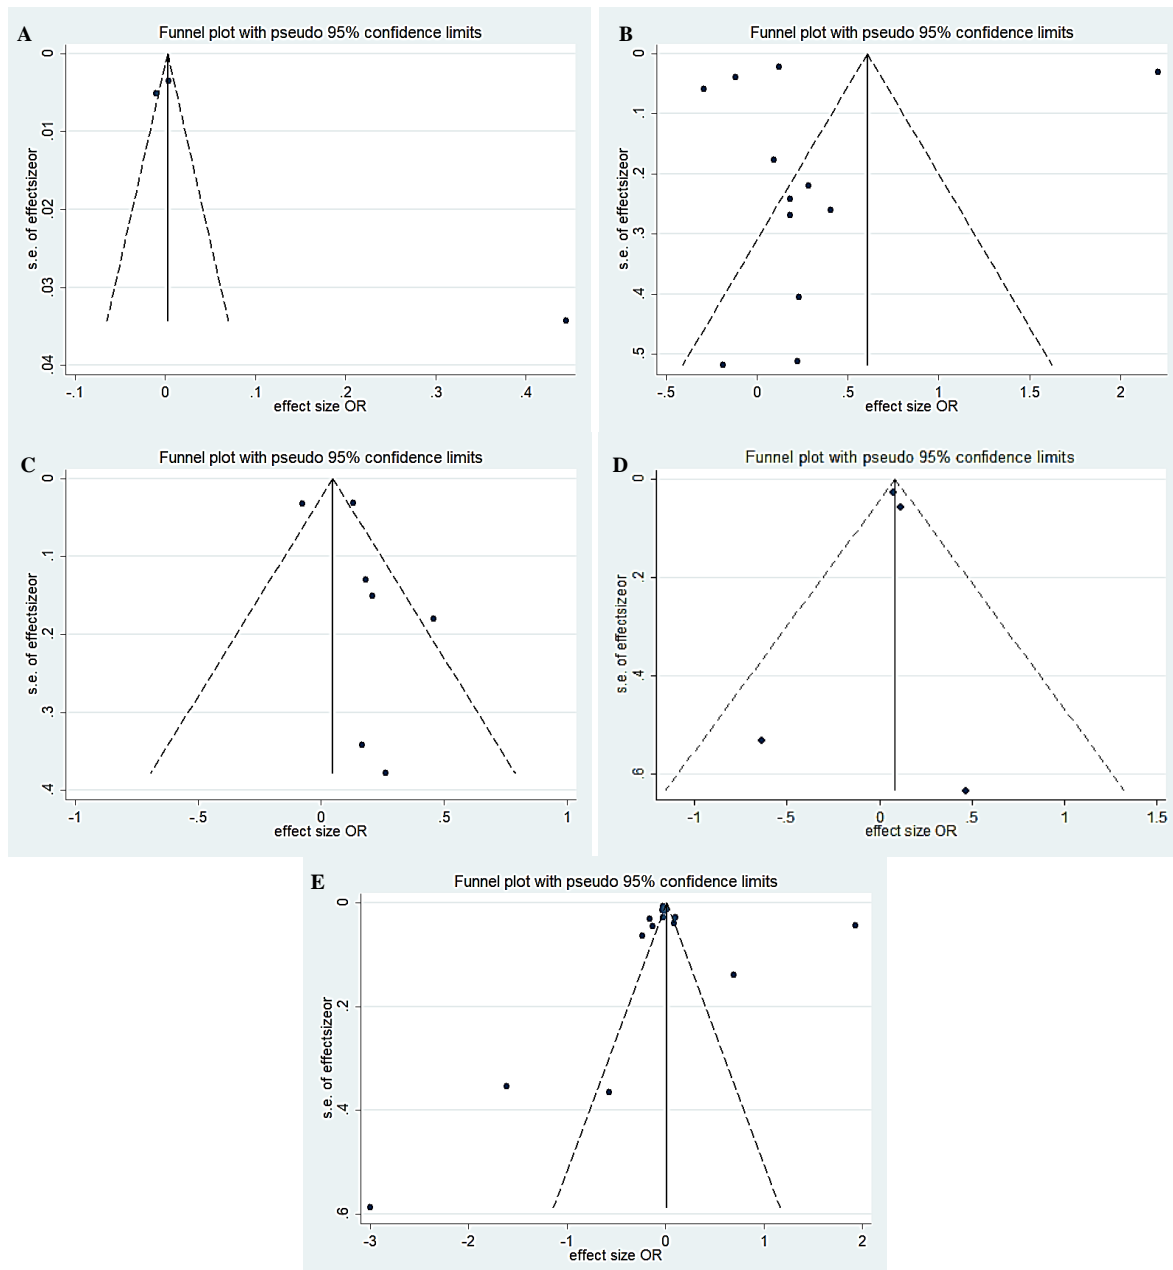 A
Funnel plot with pseudo 95% confidence limits
s.e. of effectsizeor
0
.01
.02
.03
.04
-.1
0
.1
.2
.3
.4
effect size OR
B
Funnel plot with pseudo 95% confidence limits
s.e. of effectsizeor
0
.1
.2
.3
.4
.5
-.5
0
.5
1
1.5
2
effect size OR
C
Funnel plot with pseudo 95% confidence limits
s.e. of effectsizeor
0
.1
.2
.3
.4
-1
-.5
0
.5
1
effect size OR
D
Funnel plot with pseudo 95% confidence limits
s.e. of effectsizeor
0
.2
.4
.6
-1
-.5
0
.5
1
1.5
effect size OR
E
Funnel plot with pseudo 95% confidence limits
s.e. of effectsizeor
0
.2
.4
.6
-3
-2
-1
0
1
2
effect size OR